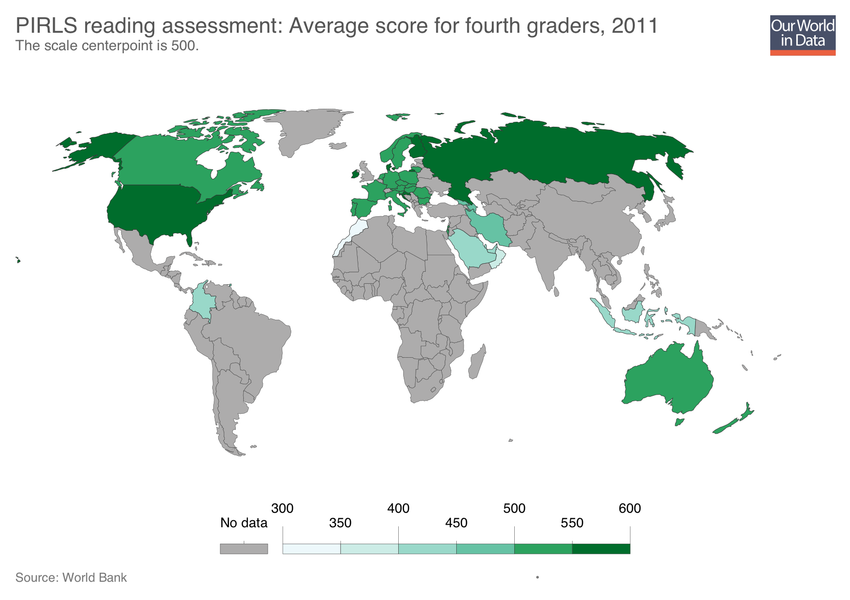 PIRLS reading assessment: Average score for fourth graders, 2011
The scale centerpoint is 500.
Our World
in Data
300 400 500 600
No data 350 450 550
Source: World Bank